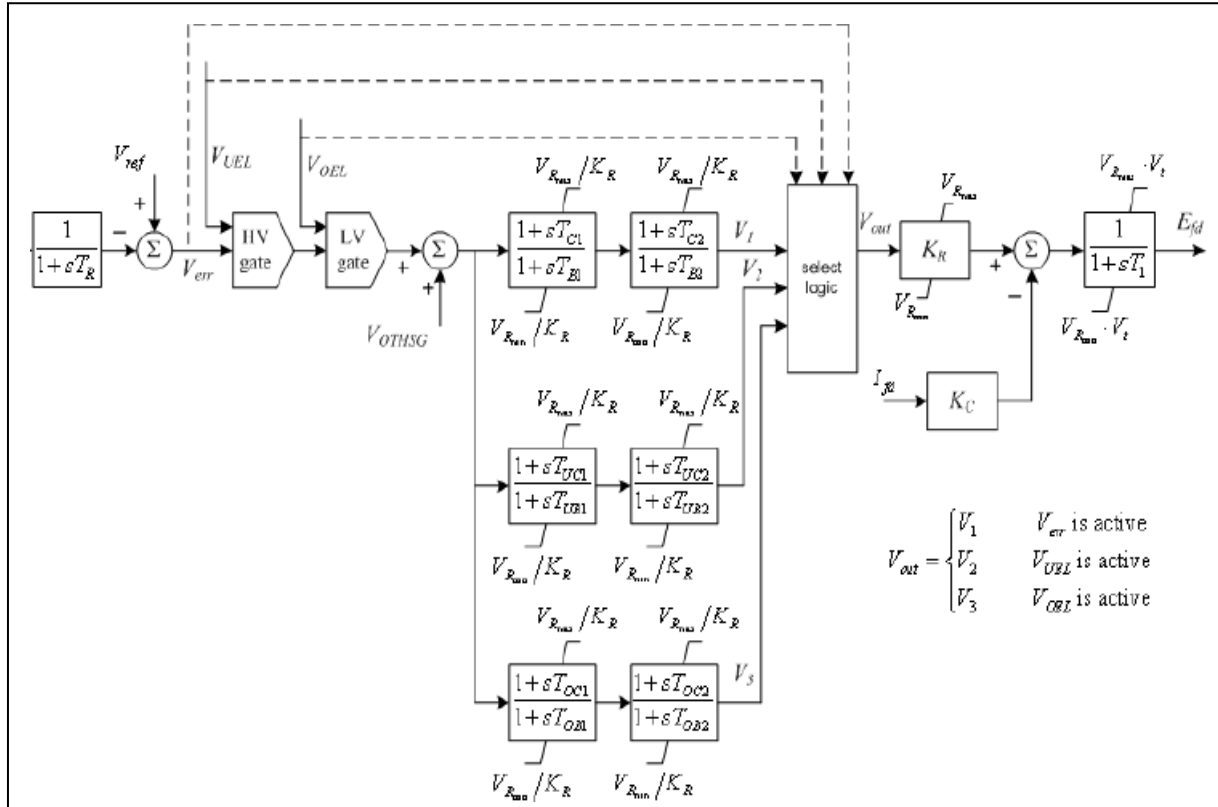 V_ref
+
−
1
1+sT_R
Σ
V_err
V_UEL
HV
gate
V_OEL
LV
gate
+
+
Σ
V_OTHSG
V_Rmax/K_R
1+sT_C1
1+sT_B1
V_Rmin/K_R
V_Rmax/K_R
1+sT_C2
1+sT_B2
V_Rmin/K_R
V_1
V_2
select
logic
V_out
V_Rmax
K_R
V_Rmin
+
−
Σ
V_Rmax · V_t
1
1+sT_1
V_Rmin · V_t
E_fd
I_fd
K_C
V_Rmax/K_R
1+sT_UC1
1+sT_UB1
V_Rmin/K_R
V_Rmax/K_R
1+sT_UC2
1+sT_UB2
V_Rmin/K_R
V_Rmax/K_R
1+sT_OC1
1+sT_OB1
V_Rmin/K_R
V_Rmax/K_R
1+sT_OC2
1+sT_OB2
V_Rmin/K_R
V_3
V_out = {
V_1 V_err is active
V_2 V_UEL is active
V_3 V_OEL is active